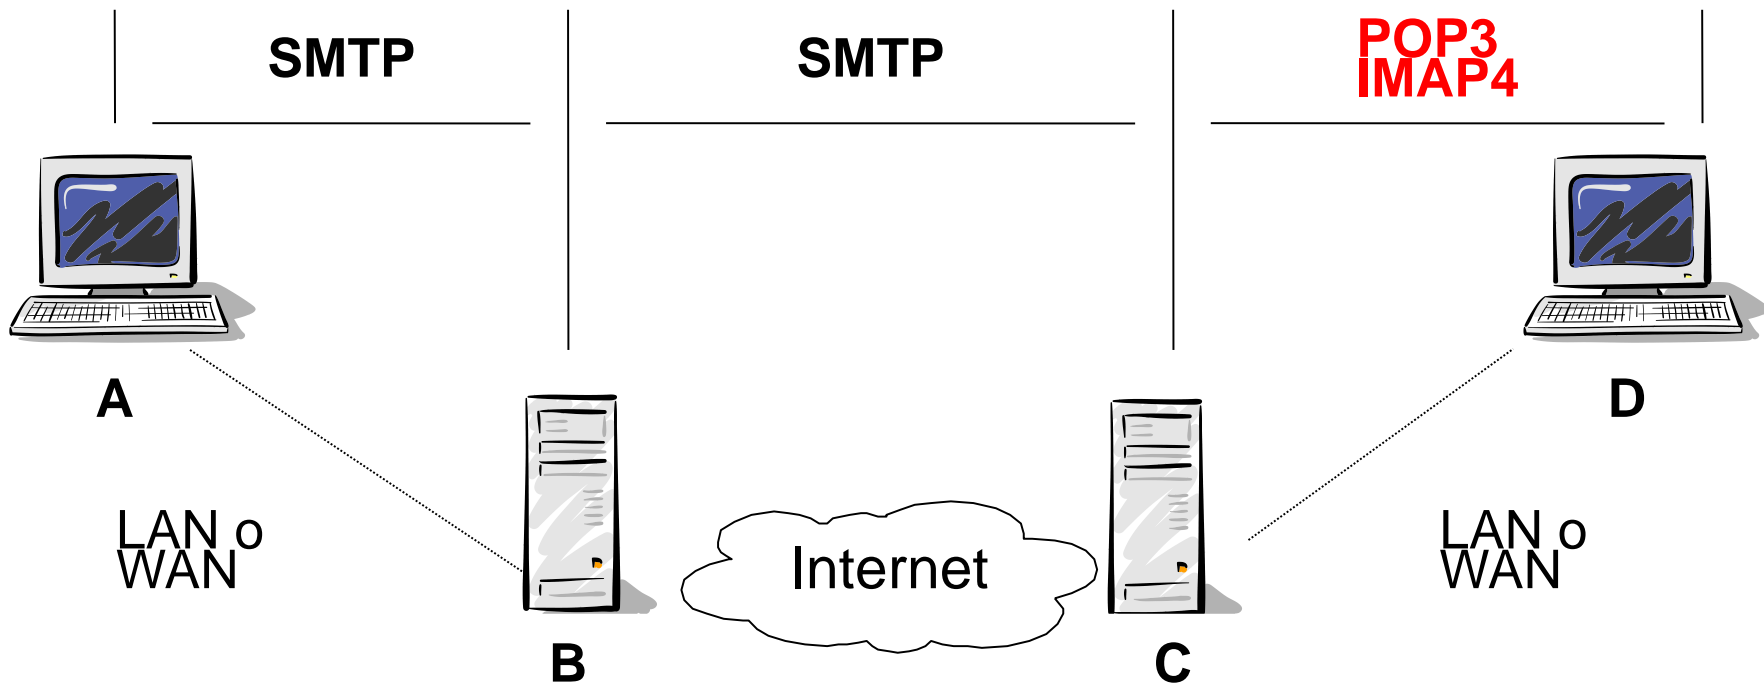 SMTP
SMTP
POP3
IMAP4
A
D
LAN o
WAN
Internet
LAN o
WAN
B
C